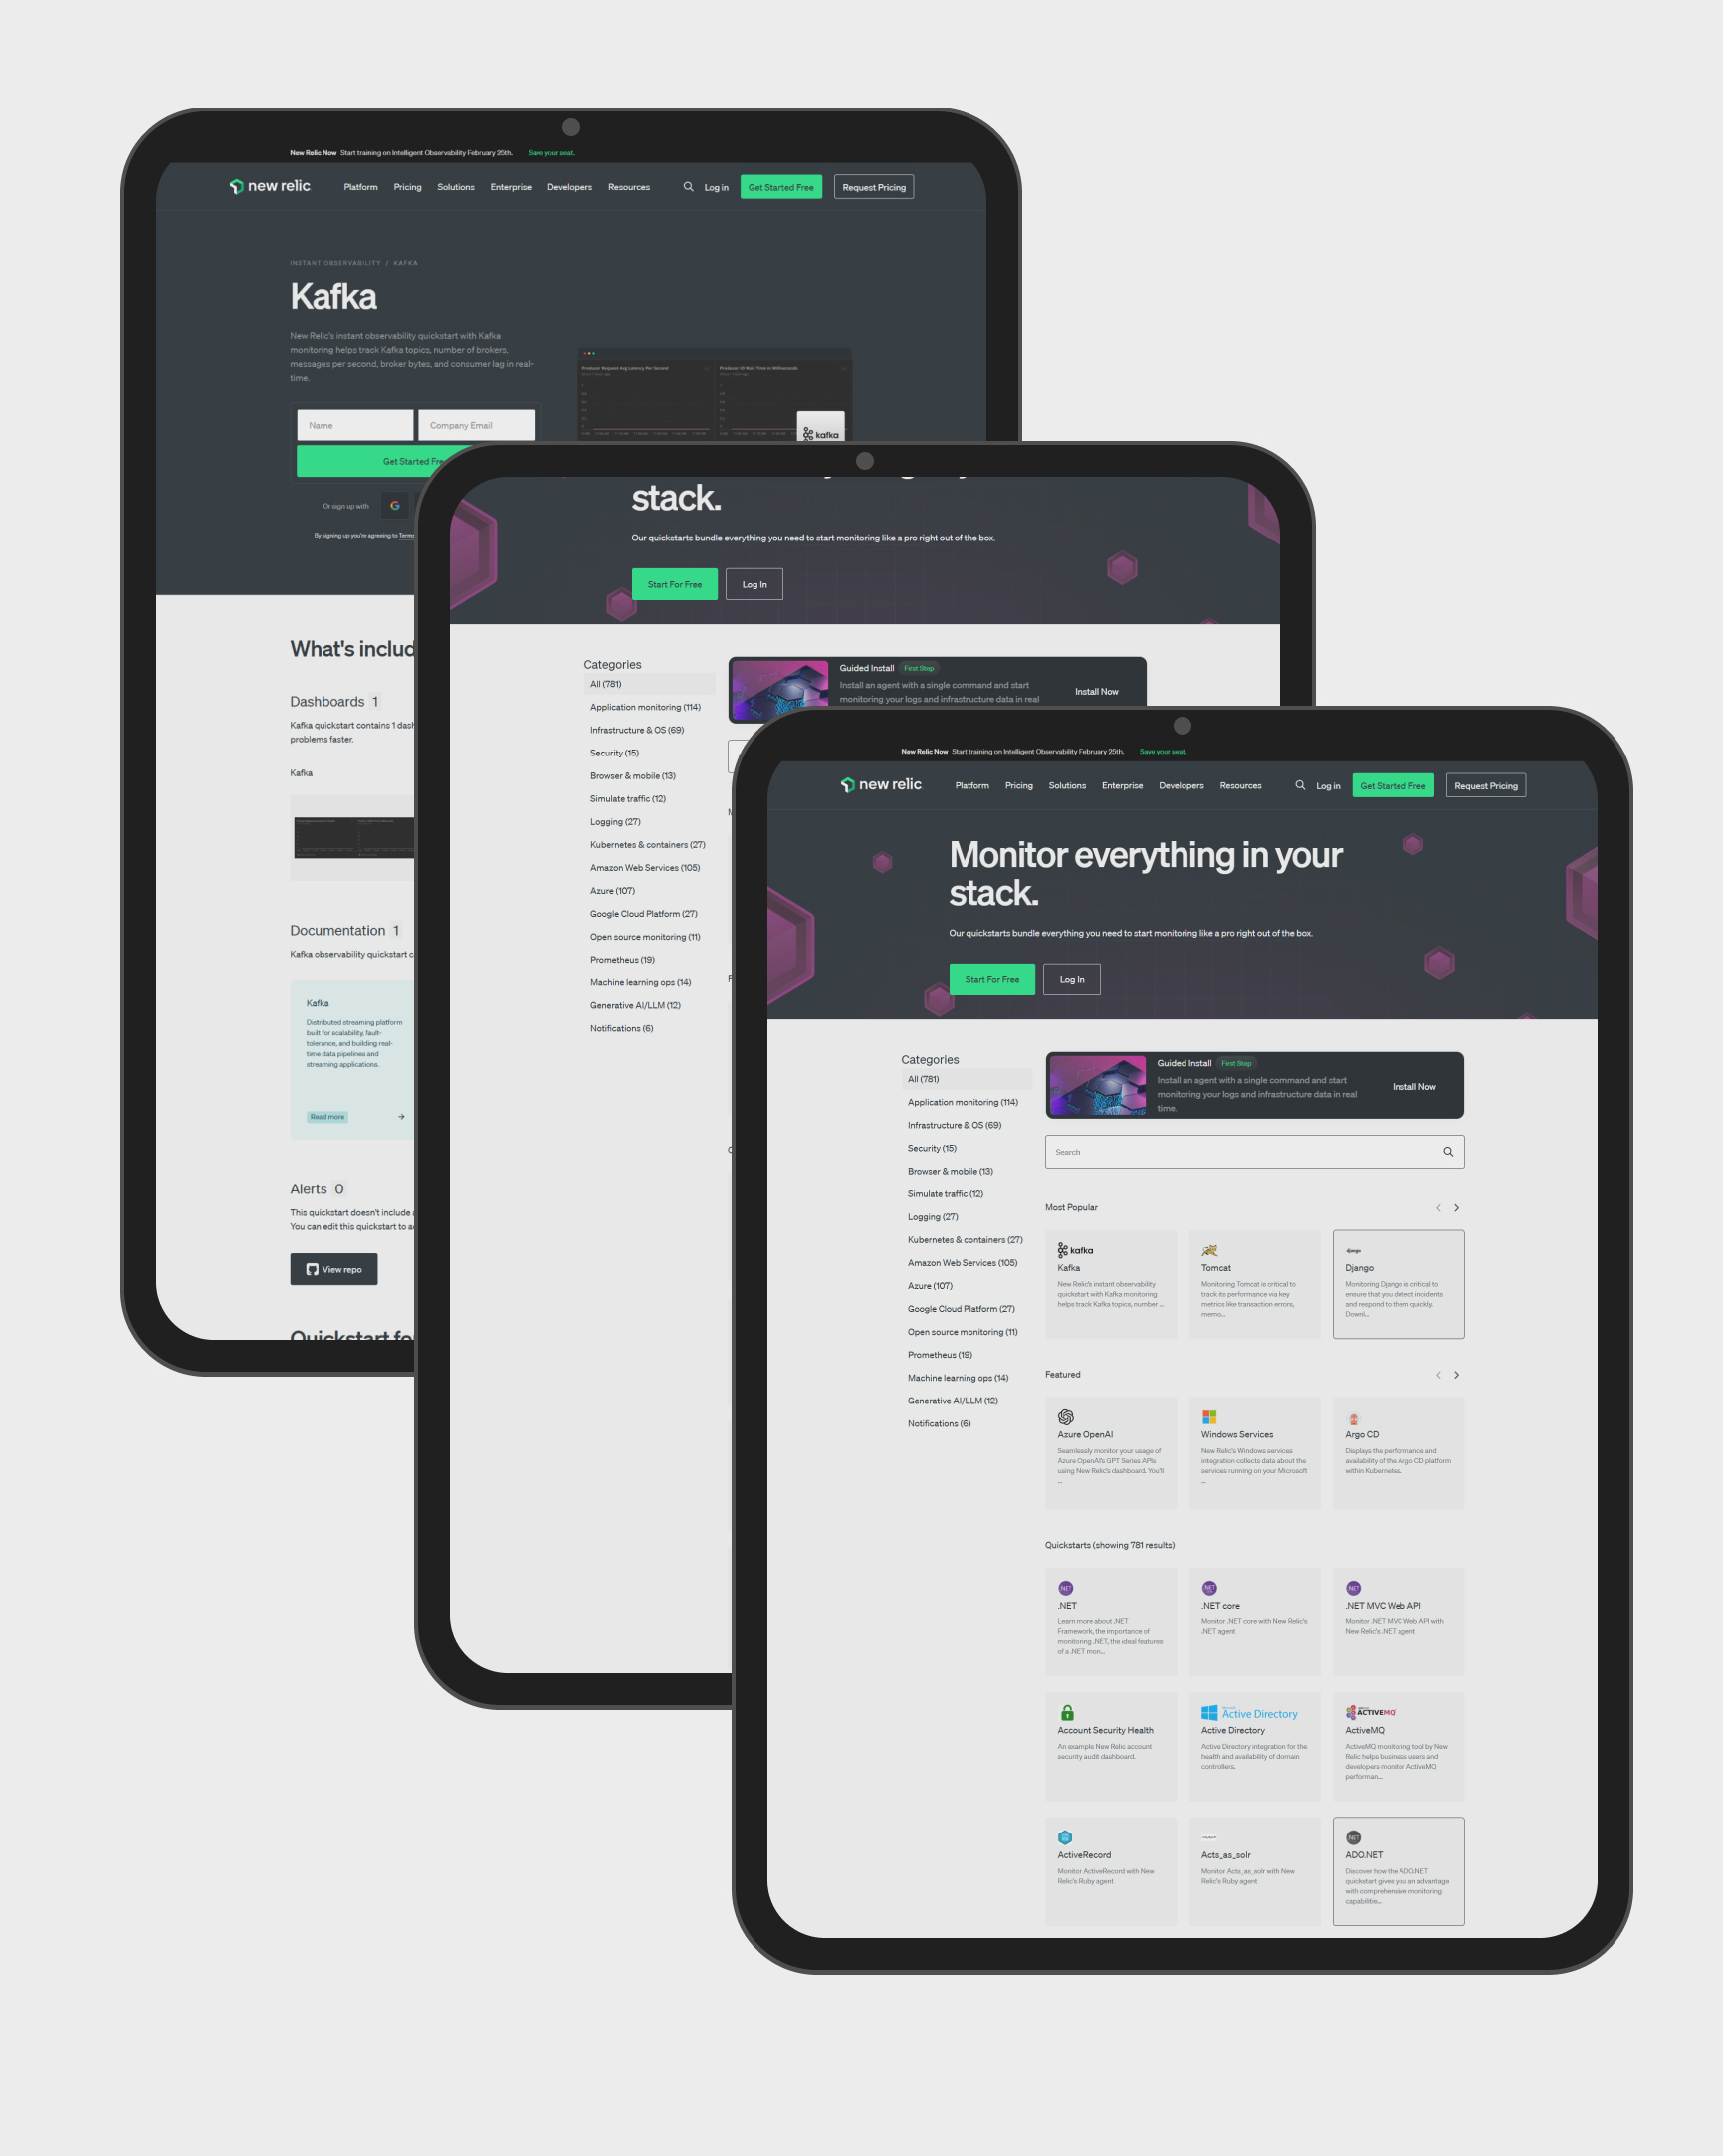 New Relic Now Start training on Intelligent Observability February 25th. Save your seat.
new relic
Platform Pricing Solutions Enterprise Developers Resources
Log in
Get Started Free
Request Pricing
INSTANT OBSERVABILITY / KAFKA
Kafka
New Relic's instant observability quickstart with Kafka
monitoring helps track Kafka topics, number of brokers,
messages per second, broker bytes, and consumer lag in real-
time.
Name
Company Email
Get Started Fre
Or sign up with
By signing up you're agreeing to Terms
Producer Request Avg Latency Per Second
Producer IO Wait Time in Milliseconds
kafka
What's includ
Dashboards 1
Kafka quickstart contains 1 dash
problems faster.
Kafka
Documentation 1
Kafka observability quickstart c
Kafka
Distributed streaming platform
built for scalability, fault-
tolerance, and building real-
time data pipelines and
streaming applications.
Read more
Alerts 0
This quickstart doesn't include a
You can edit this quickstart to a
View repo
Quickstart fo
stack.
Our quickstarts bundle everything you need to start monitoring like a pro right out of the box.
Start For Free
Log In
Categories
All (781)
Application monitoring (114)
Infrastructure & OS (69)
Security (15)
Browser & mobile (13)
Simulate traffic (12)
Logging (27)
Kubernetes & containers (27)
Amazon Web Services (105)
Azure (107)
Google Cloud Platform (27)
Open source monitoring (11)
Prometheus (19)
Machine learning ops (14)
Generative AI/LLM (12)
Notifications (6)
Guided Install First Step
Install an agent with a single command and start
monitoring your logs and infrastructure data in real
Install Now
New Relic Now Start training on Intelligent Observability February 25th. Save your seat.
new relic
Platform Pricing Solutions Enterprise Developers Resources
Log in
Get Started Free
Request Pricing
Monitor everything in your
stack.
Our quickstarts bundle everything you need to start monitoring like a pro right out of the box.
Start For Free
Log In
Categories
All (781)
Application monitoring (114)
Infrastructure & OS (69)
Security (15)
Browser & mobile (13)
Simulate traffic (12)
Logging (27)
Kubernetes & containers (27)
Amazon Web Services (105)
Azure (107)
Google Cloud Platform (27)
Open source monitoring (11)
Prometheus (19)
Machine learning ops (14)
Generative AI/LLM (12)
Notifications (6)
Guided Install First Step
Install an agent with a single command and start
monitoring your logs and infrastructure data in real
time.
Install Now
Search
Most Popular
kafka
Kafka
New Relic's instant observability
quickstart with Kafka monitoring
helps track Kafka topics, number ...
Tomcat
Monitoring Tomcat is critical to
track its performance via key
metrics like transaction errors,
memo...
django
Django
Monitoring Django is critical to
ensure that you detect incidents
and respond to them quickly.
Downl...
Featured
Azure OpenAI
Seamlessly monitor your usage of
Azure OpenAI's GPT Series APIs
using New Relic's dashboard. You'll
...
Windows Services
New Relic's Windows services
integration collects data about the
services running on your Microsoft
...
Argo CD
Displays the performance and
availability of the Argo CD platform
within Kubernetes.
Quickstarts (showing 781 results)
.NET
.NET
Learn more about .NET
Framework, the importance of
monitoring .NET, the ideal features
of a .NET mon...
.NET
.NET core
Monitor .NET core with New Relic's
.NET agent
.NET
.NET MVC Web API
Monitor .NET MVC Web API with
New Relic's .NET agent
Account Security Health
An example New Relic account
security audit dashboard.
Active Directory
Active Directory
Active Directory integration for the
health and availability of domain
controllers.
ACTIVEMQ
ActiveMQ
ActiveMQ monitoring tool by New
Relic helps business users and
developers monitor ActiveMQ
performan...
ActiveRecord
Monitor ActiveRecord with New
Relic's Ruby agent
Acts_as_solr
Monitor Acts_as_solr with New
Relic's Ruby agent
.NET
ADO.NET
Discover how the ADO.NET
quickstart gives you an advantage
with comprehensive monitoring
capabilitie...